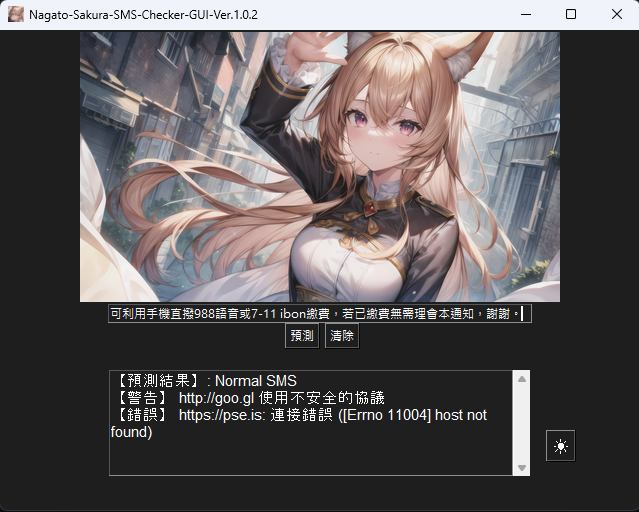 Nagato-Sakura-SMS-Checker-GUI-Ver.1.0.2
可利用手機直撥988語音或7-11 ibon繳費，若已繳費無需理會本通知，謝謝。
預測 清除
【預測結果】: Normal SMS
【警告】 http://goo.gl 使用不安全的協議
【錯誤】 https://pse.is: 連接錯誤 ([Errno 11004] host not
found)